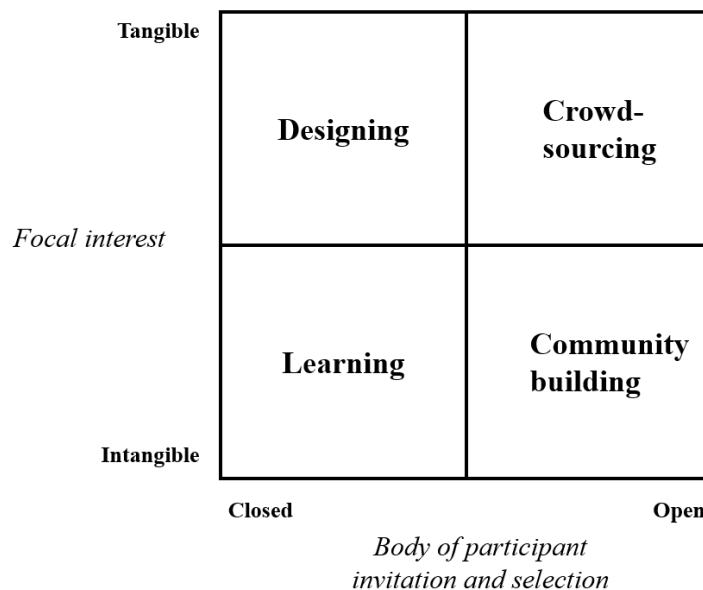 Tangible
Designing
Crowd-
sourcing
Focal interest
Learning
Community
building
Intangible
Closed
Open
Body of participant
invitation and selection